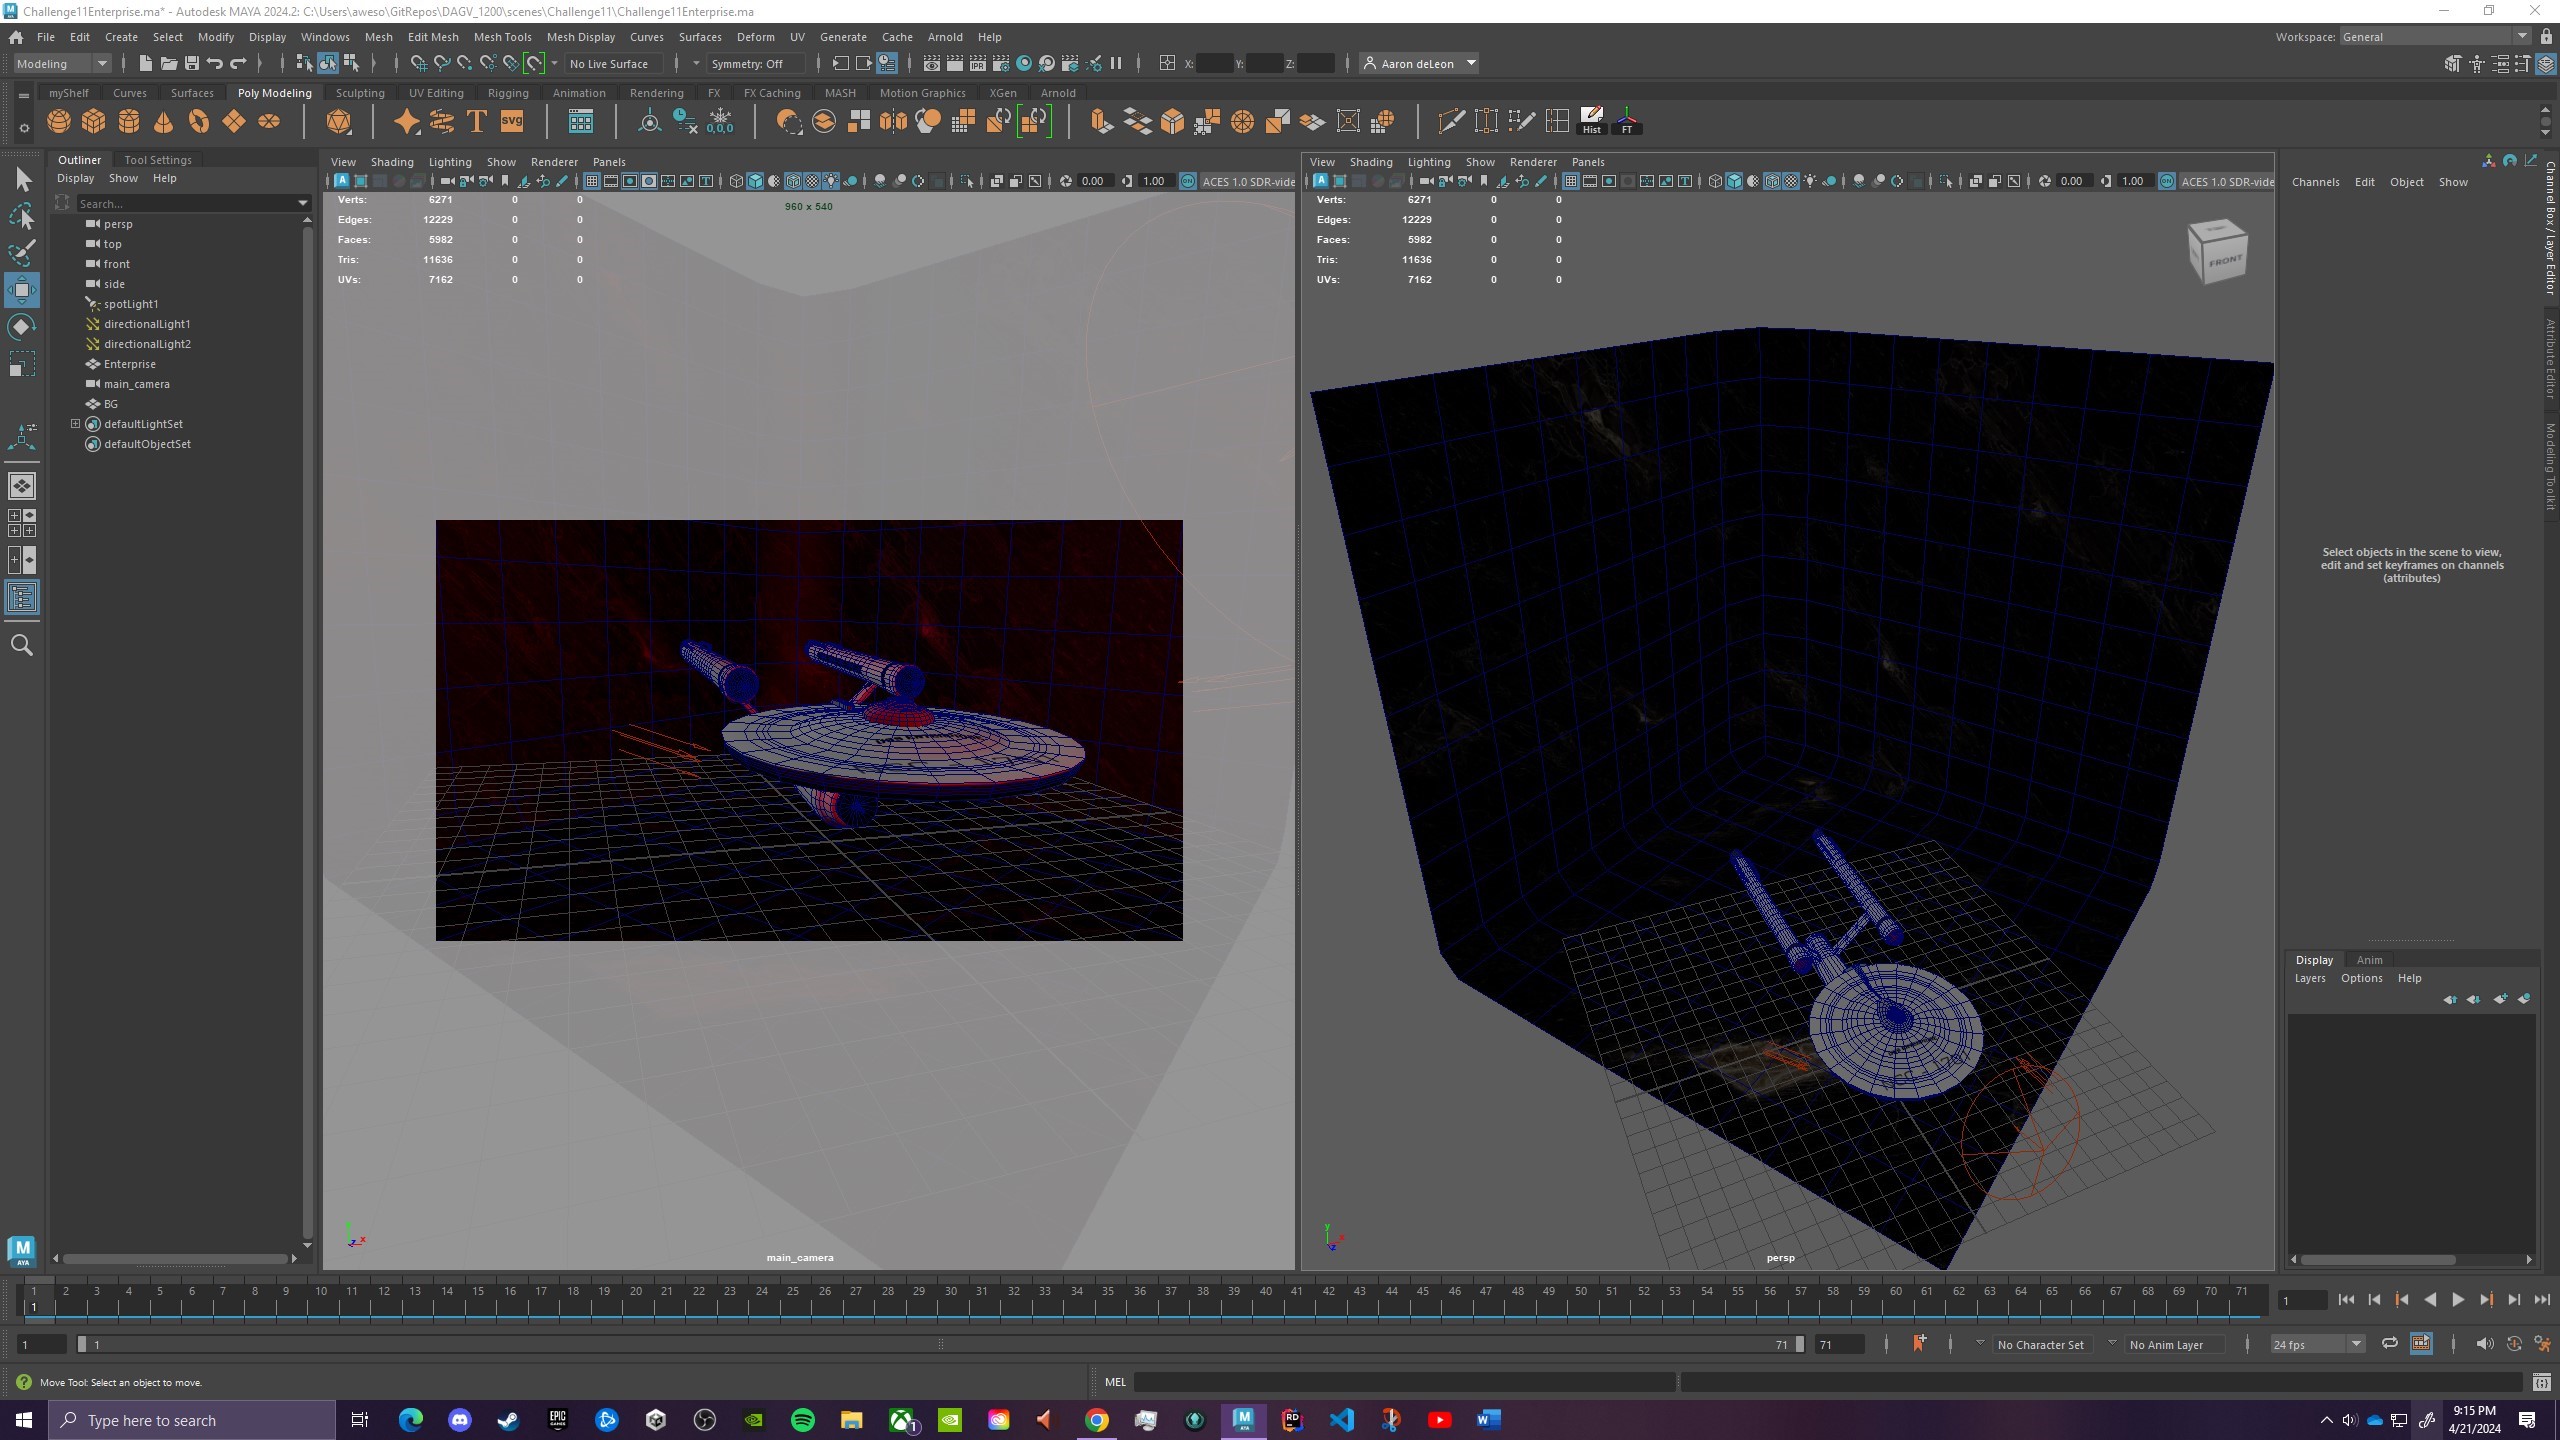 Challenge11Enterprise.ma* - Autodesk MAYA 2024.2: C:\Users\aweso\GitRepos\DAGV_1200\scenes\Challenge11\Challenge11Enterprise.ma
File Edit Create Select Modify Display Windows Mesh Edit Mesh Mesh Tools Mesh Display Curves Surfaces Deform UV Generate Cache Arnold Help
Workspace: General
Modeling
No Live Surface
Symmetry: Off
IPR
X: Y: Z:
Aaron deLeon
myShelf Curves Surfaces Poly Modeling Sculpting UV Editing Rigging Animation Rendering FX FX Caching MASH Motion Graphics XGen Arnold
T svg 0,0,0 Hist FT
Outliner Tool Settings
Display Show Help
Search...
persp
top
front
side
spotLight1
directionalLight1
directionalLight2
Enterprise
main_camera
BG
defaultLightSet
defaultObjectSet
View Shading Lighting Show Renderer Panels
0.00 1.00 ACES 1.0 SDR-vide
Verts: 6271 0 0
Edges: 12229 0 0
Faces: 5982 0 0
Tris: 11636 0 0
UVs: 7162 0 0
960 x 540
y
z x
main_camera
View Shading Lighting Show Renderer Panels
0.00 1.00 ACES 1.0 SDR-vide
Verts: 6271 0 0
Edges: 12229 0 0
Faces: 5982 0 0
Tris: 11636 0 0
UVs: 7162 0 0
FRONT
y
z x
persp
Channels Edit Object Show
Channel Box / Layer Editor
Attribute Editor
Modeling Toolkit
Select objects in the scene to view,
edit and set keyframes on channels
(attributes)
Display Anim
Layers Options Help
M
AYA
1 2 3 4 5 6 7 8 9 10 11 12 13 14 15 16 17 18 19 20 21 22 23 24 25 26 27 28 29 30 31 32 33 34 35 36 37 38 39 40 41 42 43 44 45 46 47 48 49 50 51 52 53 54 55 56 57 58 59 60 61 62 63 64 65 66 67 68 69 70 71
1
1
1 1 71 71
No Character Set
No Anim Layer
24 fps
Move Tool: Select an object to move.
MEL
Type here to search
EPIC GAMES
1
M
AYA
RD
W
9:15 PM
4/21/2024